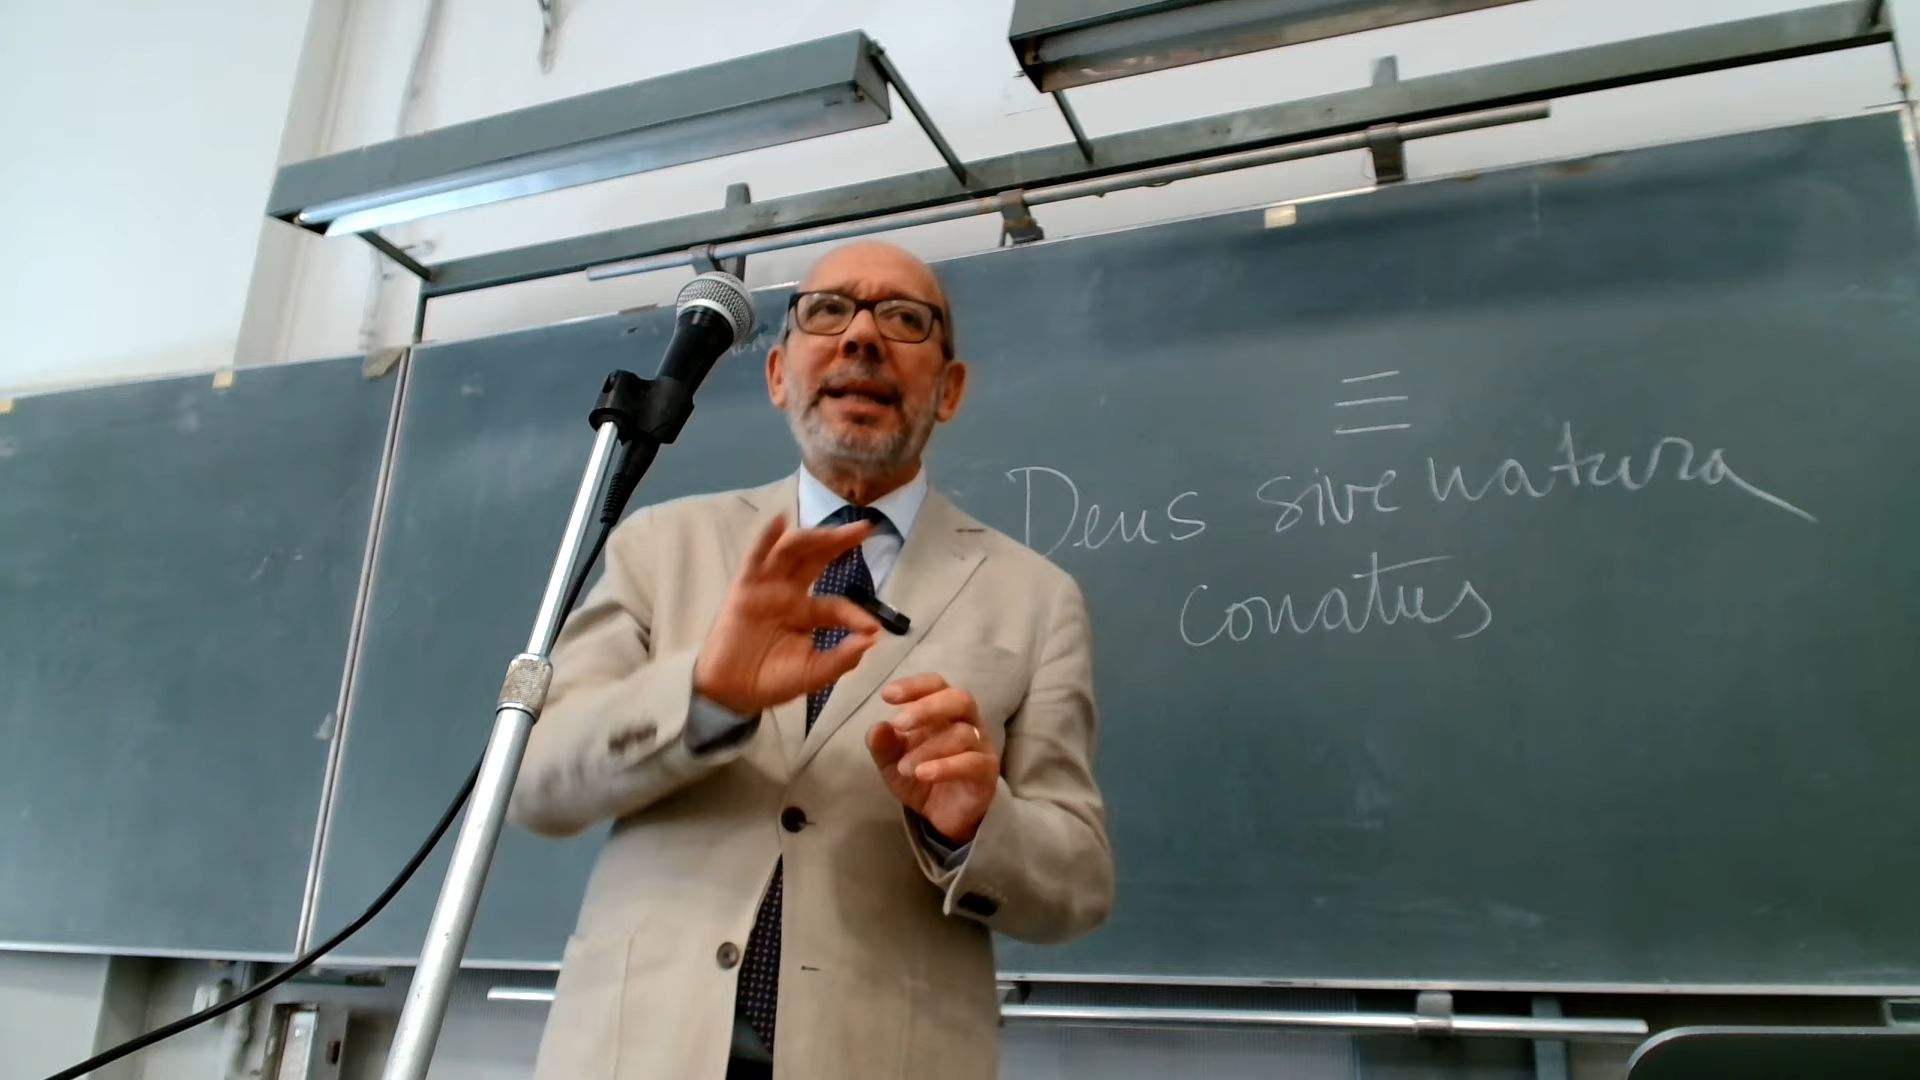 ≡
Deus sive natura
conatus